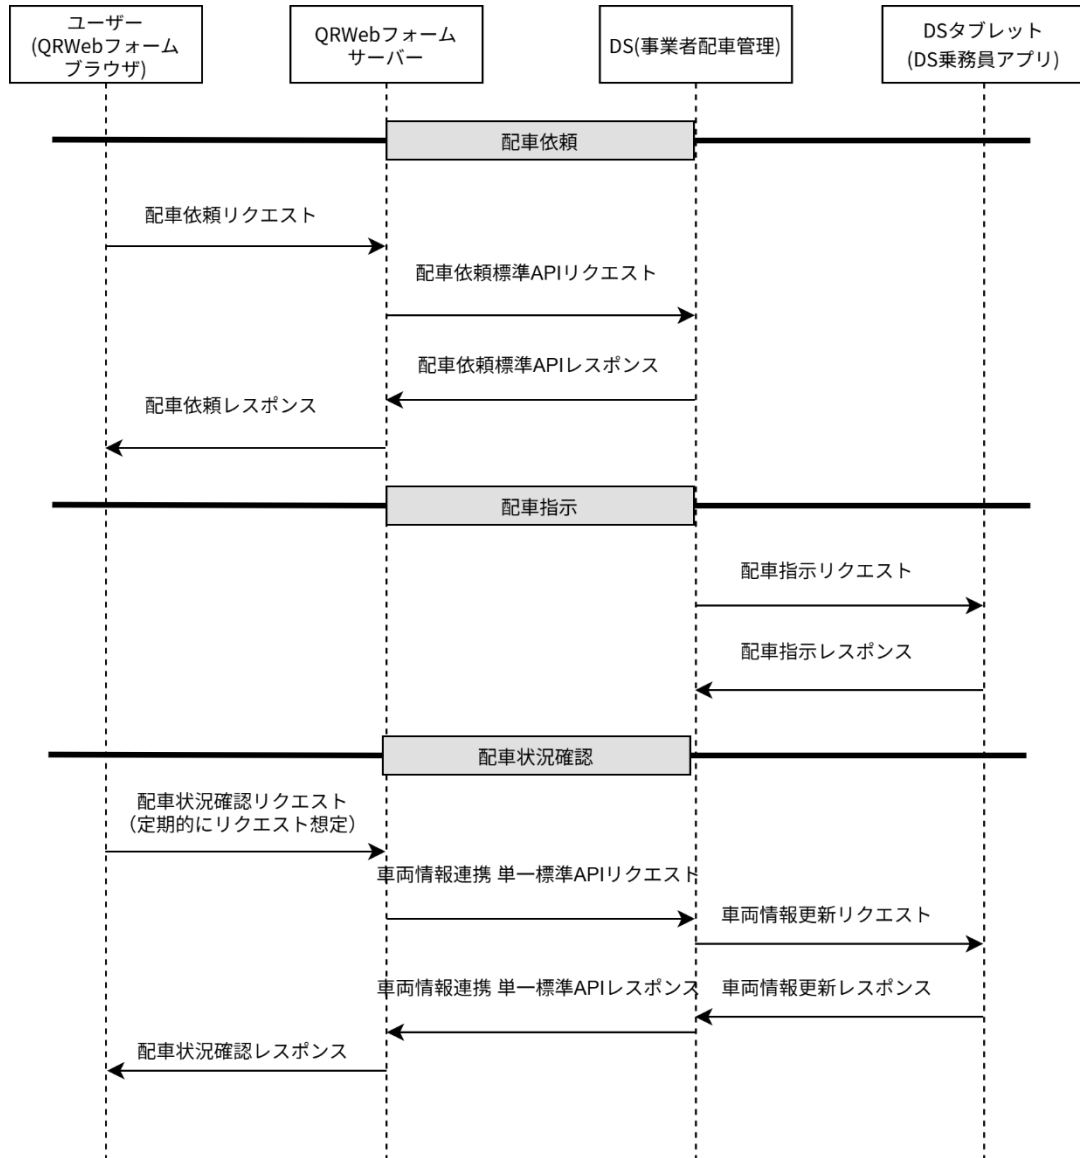 ユーザー
(QRWebフォーム
ブラウザ)
QRWebフォーム
サーバー
DS(事業者配車管理)
DSタブレット
(DS乗務員アプリ)
配車依頼
配車依頼リクエスト
配車依頼標準APIリクエスト
配車依頼標準APIレスポンス
配車依頼レスポンス
配車指示
配車指示リクエスト
配車指示レスポンス
配車状況確認
配車状況確認リクエスト
（定期的にリクエスト想定）
車両情報連携 単一標準APIリクエスト
車両情報更新リクエスト
車両情報連携 単一標準APIレスポンス
車両情報更新レスポンス
配車状況確認レスポンス